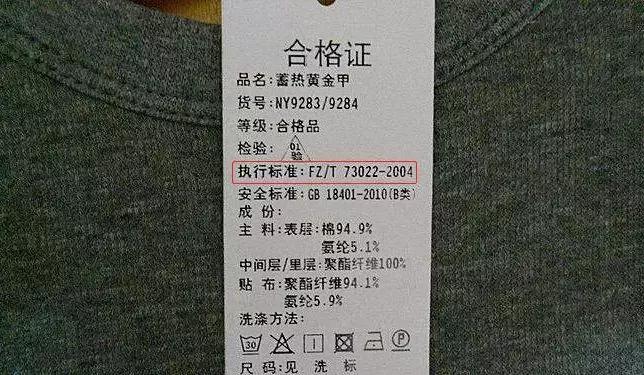 合格证
品名:蓄热黄金甲
货号:NY9283/9284
等级:合格品
检验: 01验
执行标准:FZ/T 73022-2004
安全标准:GB 18401-2010(B类)
成 份:
主 料:表层:棉94.9%
氨纶5.1%
中间层/里层:聚酯纤维100%
贴 布:聚酯纤维94.1%
氨纶5.9%
洗涤方法:
30 P
尺码:见 洗 标